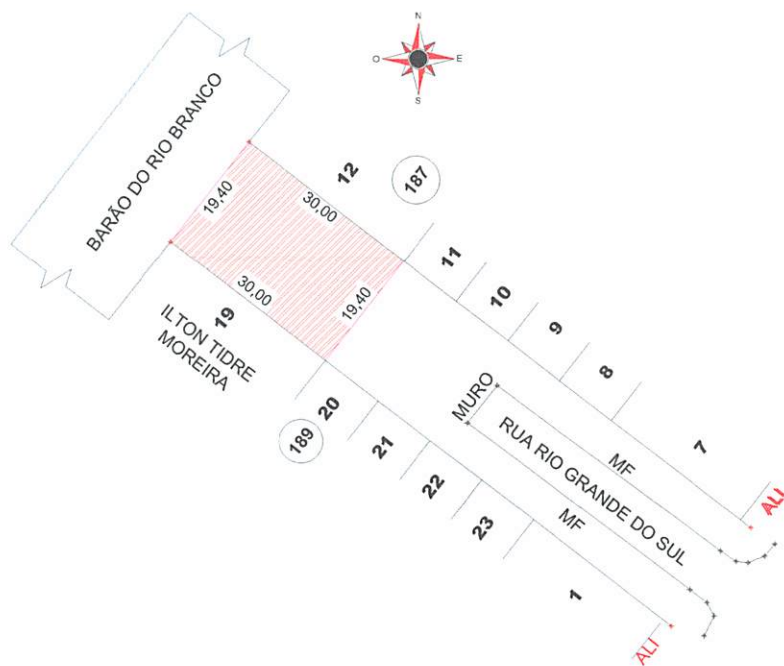 N
O
E
S
BARÃO DO RIO BRANCO
12
187
19,40
30,00
30,00
19,40
11
10
9
8
7
19
ILTON TIDRE
MOREIRA
20
189
21
22
23
1
MURO
RUA RIO GRANDE DO SUL
MF
MF
ALI
ALI